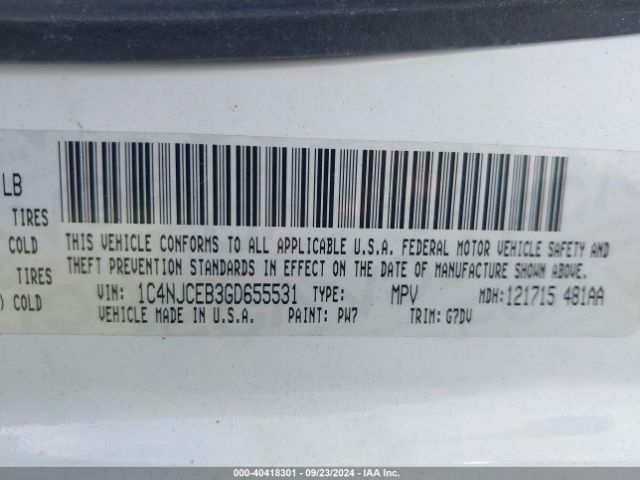 LB
TIRES
COLD
TIRES
) COLD
THIS VEHICLE CONFORMS TO ALL APPLICABLE U.S.A. FEDERAL MOTOR VEHICLE SAFETY AND
THEFT PREVENTION STANDARDS IN EFFECT ON THE DATE OF MANUFACTURE SHOWN ABOVE.
VIN: 1C4NJCEB3GD655531 TYPE: MPV MDH:121715 481AA
VEHICLE MADE IN U.S.A. PAINT: PW7 TRIM: G7DV
000-40418301 - 09/23/2024 - IAA Inc.